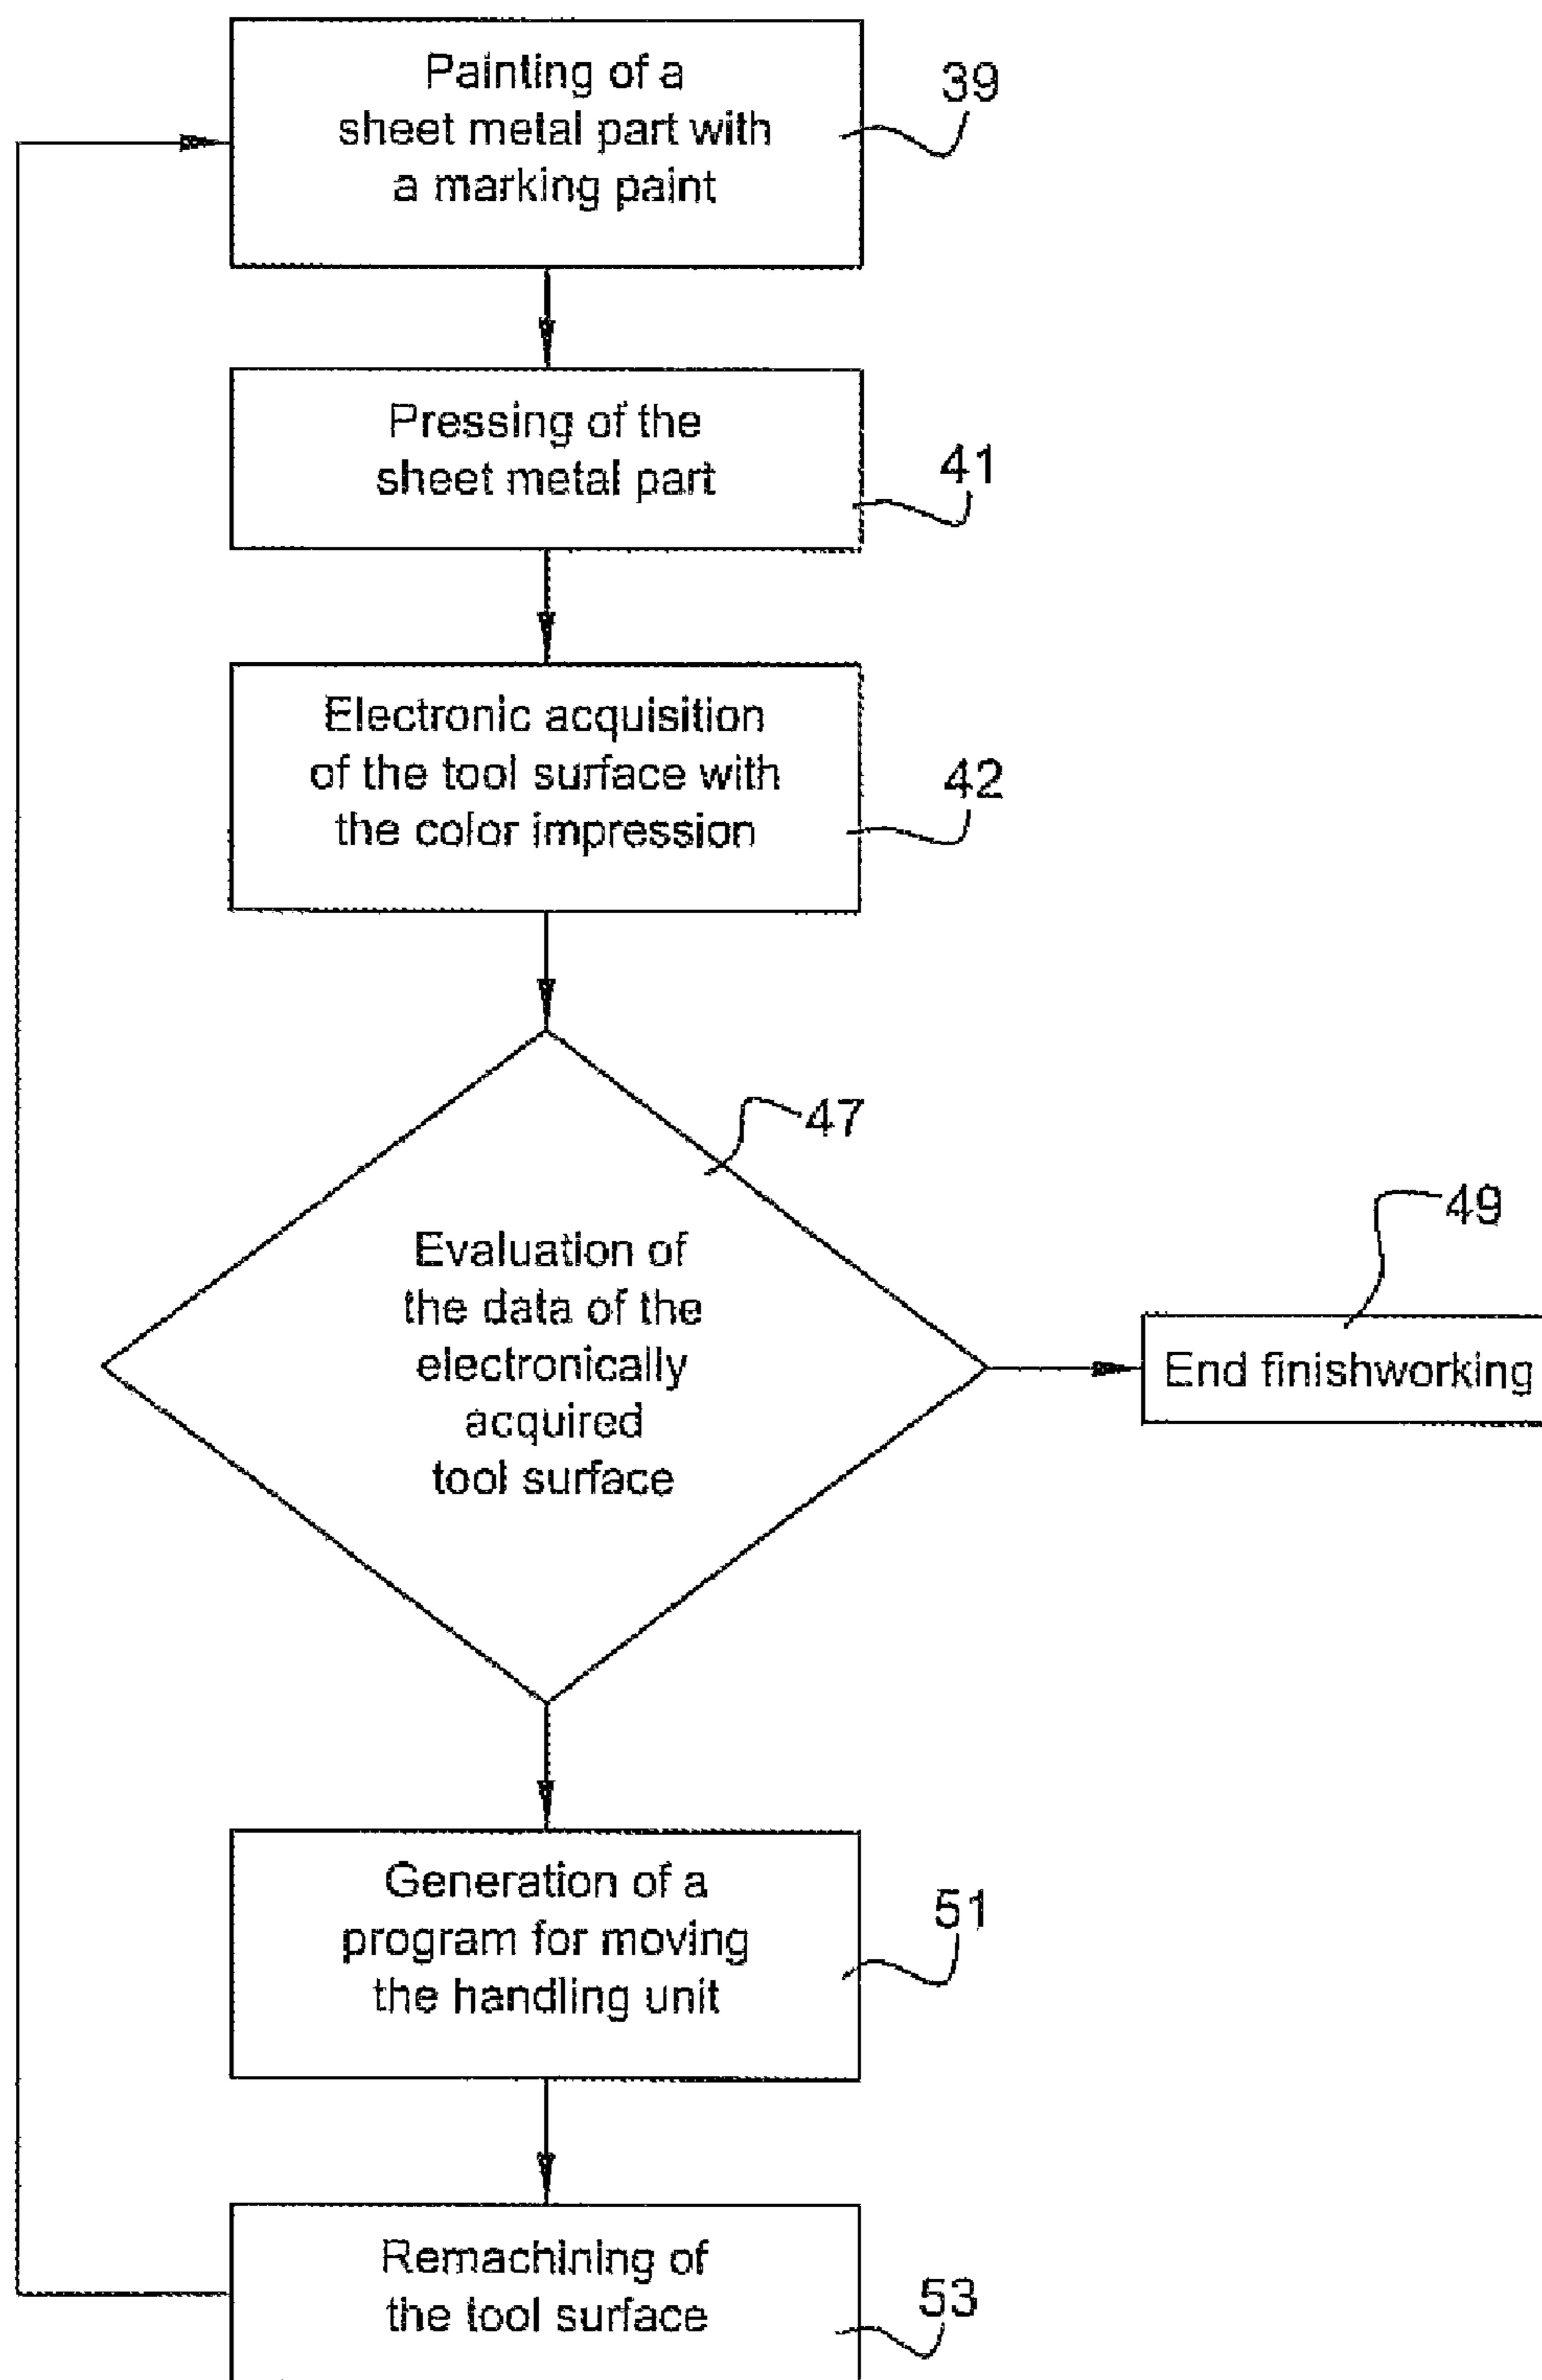 Painting of a
sheet metal part with
a marking paint
39
Pressing of the
sheet metal part
41
Electronic acquisition
of the tool surface with
the color impression
42
47
Evaluation of
the data of the
electronically
acquired
tool surface
49
End finishworking
Generation of a
program for moving
the handling unit
51
Remachining of
the tool surface
53